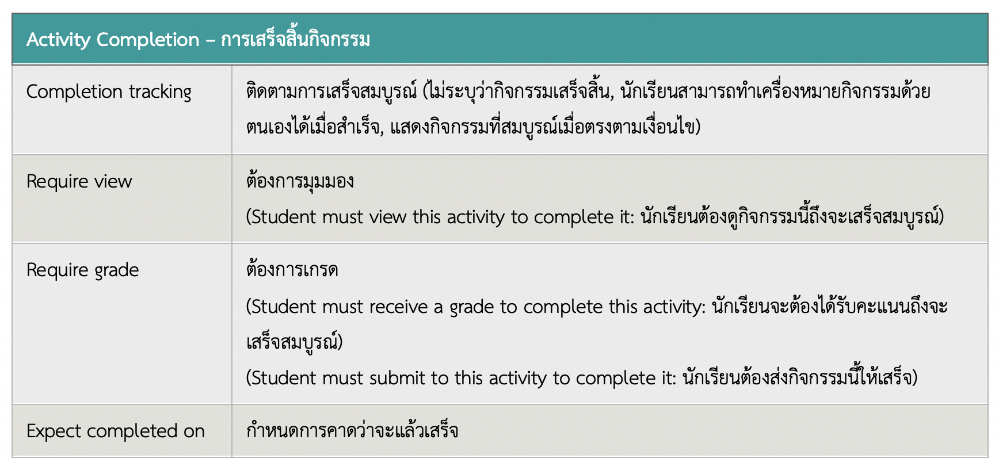 Activity Completion – การเสร็จสิ้นกิจกรรม
Completion tracking
ติดตามการเสร็จสมบูรณ์ (ไม่ระบุว่ากิจกรรมเสร็จสิ้น, นักเรียนสามารถทำเครื่องหมายกิจกรรมด้วย
ตนเองได้เมื่อสำเร็จ, แสดงกิจกรรมที่สมบูรณ์เมื่อตรงตามเงื่อนไข)
Require view
ต้องการมุมมอง
(Student must view this activity to complete it: นักเรียนต้องดูกิจกรรมนี้ถึงจะเสร็จสมบูรณ์)
Require grade
ต้องการเกรด
(Student must receive a grade to complete this activity: นักเรียนจะต้องได้รับคะแนนถึงจะ
เสร็จสมบูรณ์)
(Student must submit to this activity to complete it: นักเรียนต้องส่งกิจกรรมนี้ให้เสร็จ)
Expect completed on
กำหนดการคาดว่าจะแล้วเสร็จ